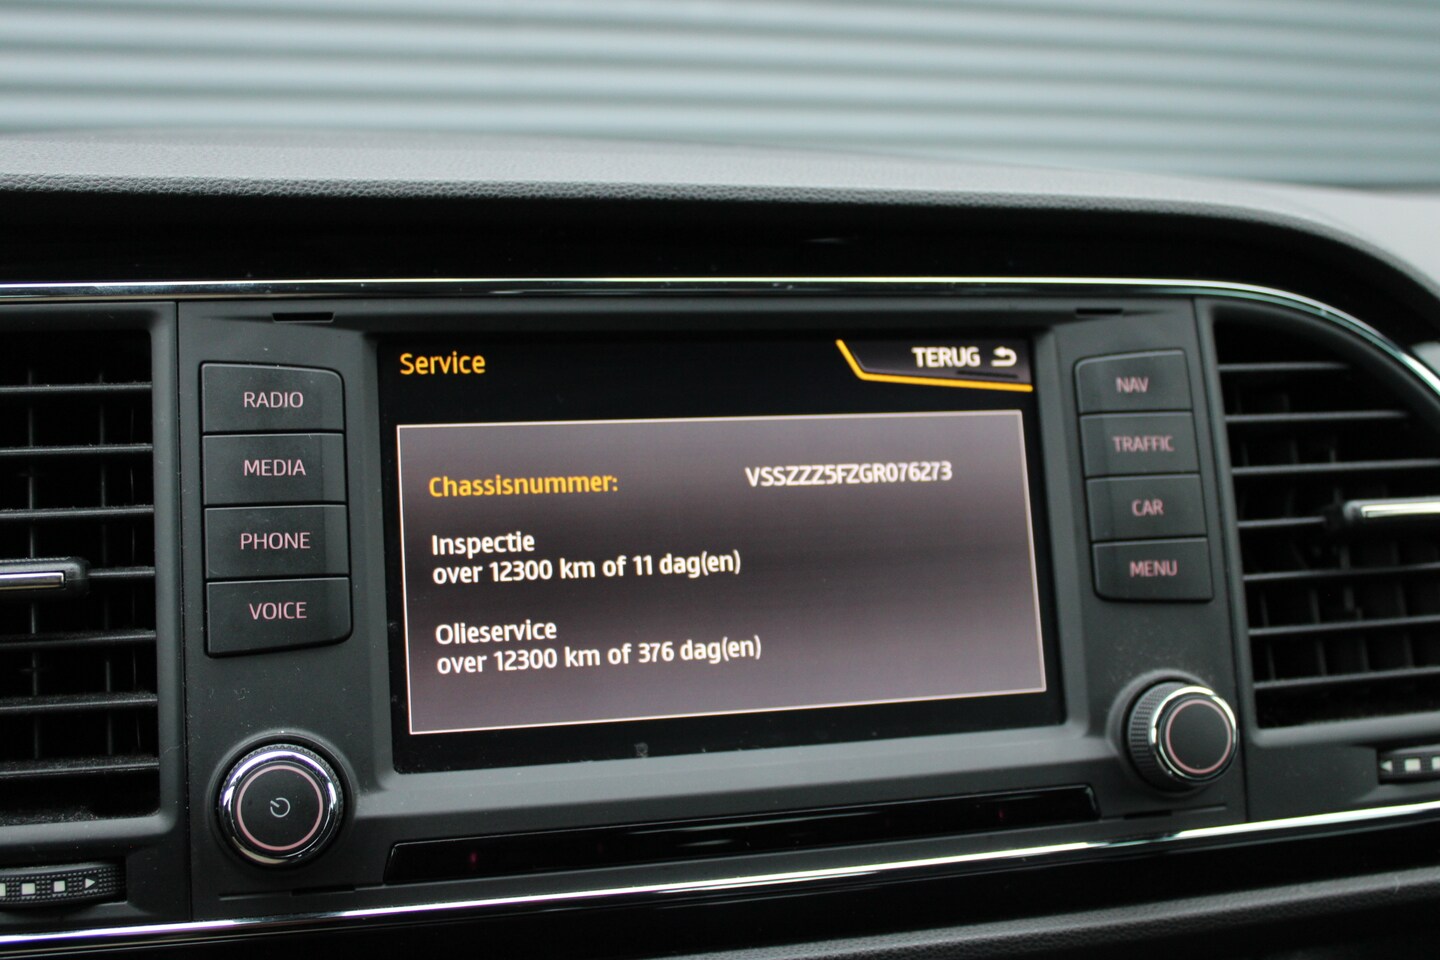 Service
TERUG
RADIO
MEDIA
PHONE
VOICE
Chassisnummer: VSSZZZ5FZGR076273
Inspectie
over 12300 km of 11 dag(en)
Olieservice
over 12300 km of 376 dag(en)
NAV
TRAFFIC
CAR
MENU